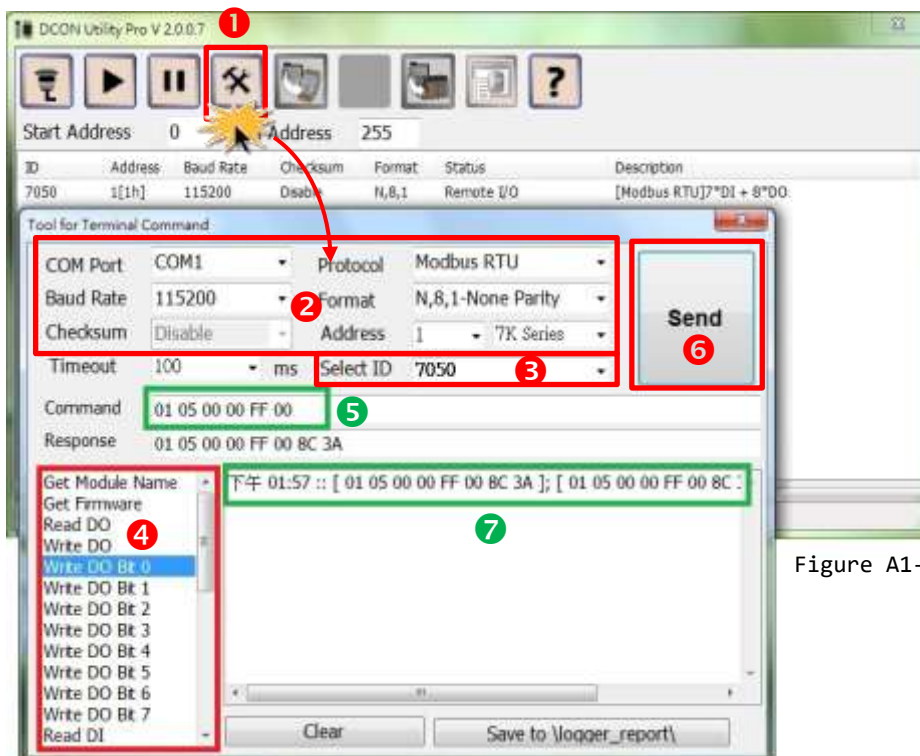 DCON Utility Pro V 2.0.0.7
1
?
Start Address 0 Address 255
ID Address Baud Rate Checksum Format Status Description
7050 1[1h] 115200 Disable N,8,1 Remote I/O [Modbus RTU]7*DI + 8*DO
Tool for Terminal Command
COM Port COM1 Protocol Modbus RTU
Baud Rate 115200 2 Format N,8,1-None Parity
Checksum Disable Address 1 7K Series
Send
6
Timeout 100 ms Select ID 7050 3
Command 01 05 00 00 FF 00 5
Response 01 05 00 00 FF 00 8C 3A
Get Module Name
Get Firmware
Read DO
Write DO
4
Write DO Bit 0
Write DO Bit 1
Write DO Bit 2
Write DO Bit 3
Write DO Bit 4
Write DO Bit 5
Write DO Bit 6
Write DO Bit 7
Read DI
下午 01:57 :: [ 01 05 00 00 FF 00 8C 3A ]; [ 01 05 00 00 FF 00 8C
7
Figure A1-
Clear
Save to \logger_report\